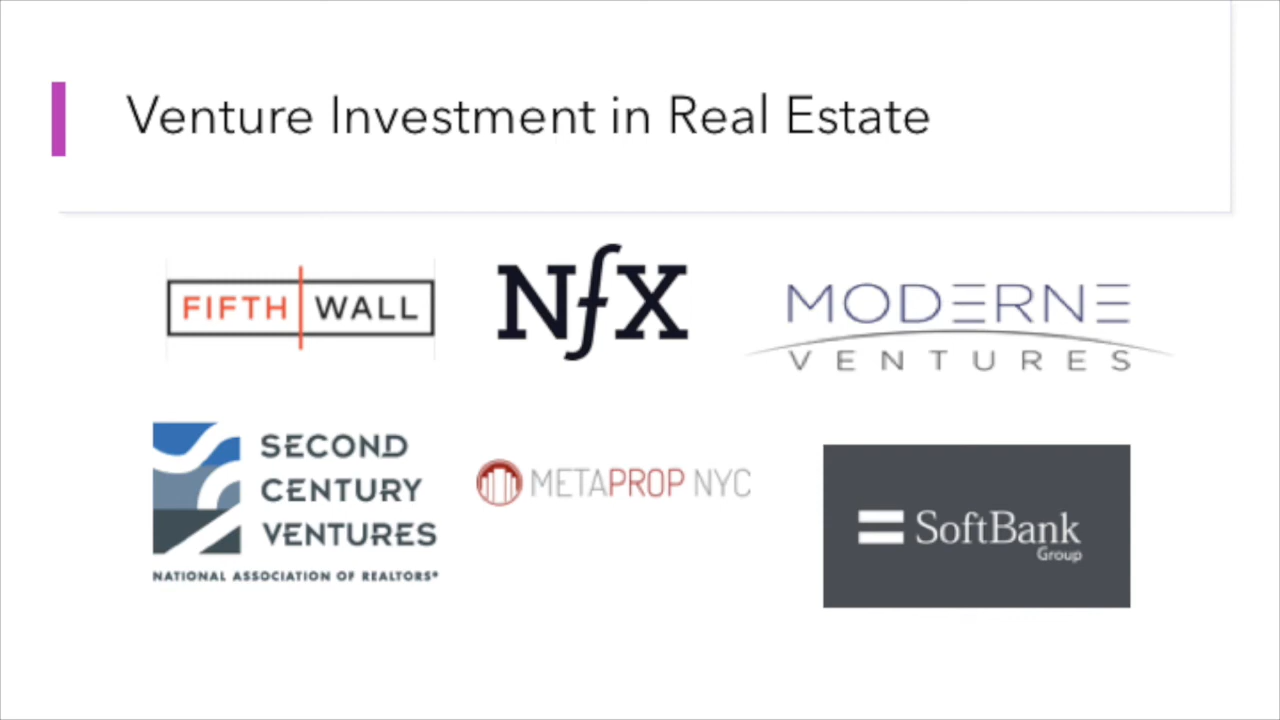 Venture Investment in Real Estate
FIFTH WALL
NfX
MODERNE
VENTURES
SECOND
CENTURY
VENTURES
NATIONAL ASSOCIATION OF REALTORS®
METAPROP NYC
SoftBank
Group